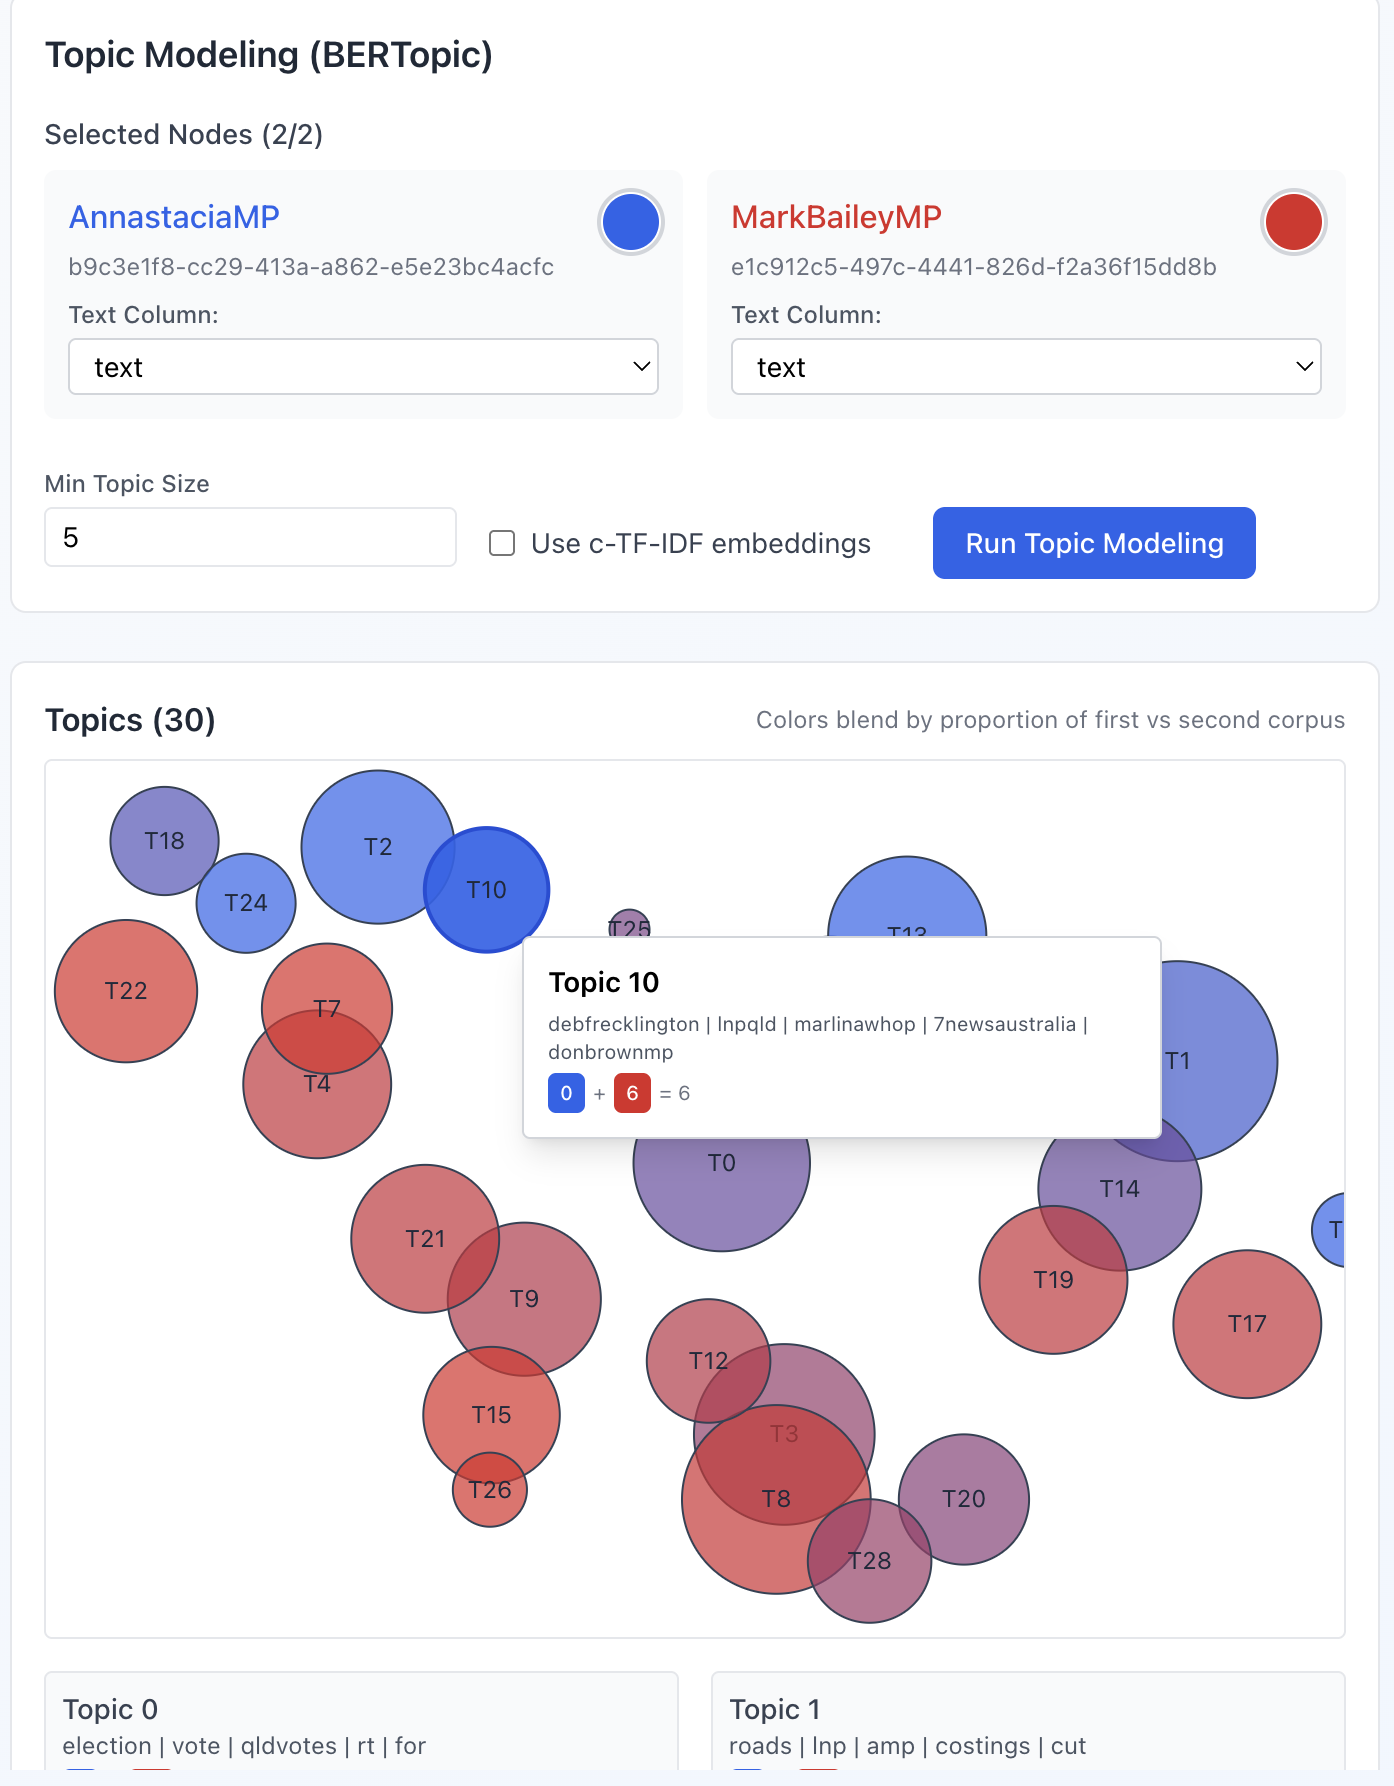 Topic Modeling (BERTopic)
Selected Nodes (2/2)
AnnastaciaMP
b9c3e1f8-cc29-413a-a862-e5e23bc4acfc
Text Column:
text
MarkBaileyMP
e1c912c5-497c-4441-826d-f2a36f15dd8b
Text Column:
text
Min Topic Size
5
Use c-TF-IDF embeddings
Run Topic Modeling
Topics (30)
Colors blend by proportion of first vs second corpus
T18
T2
T10
T24
T25
T13
T22
T7
T4
Topic 10
debfrecklington | lnpqld | marlinawhop | 7newsaustralia |
donbrownmp
0 + 6 = 6
T1
T0
T14
T21
T9
T19
T
T17
T12
T15
T3
T26
T8
T20
T28
Topic 0
election | vote | qldvotes | rt | for
Topic 1
roads | lnp | amp | costings | cut